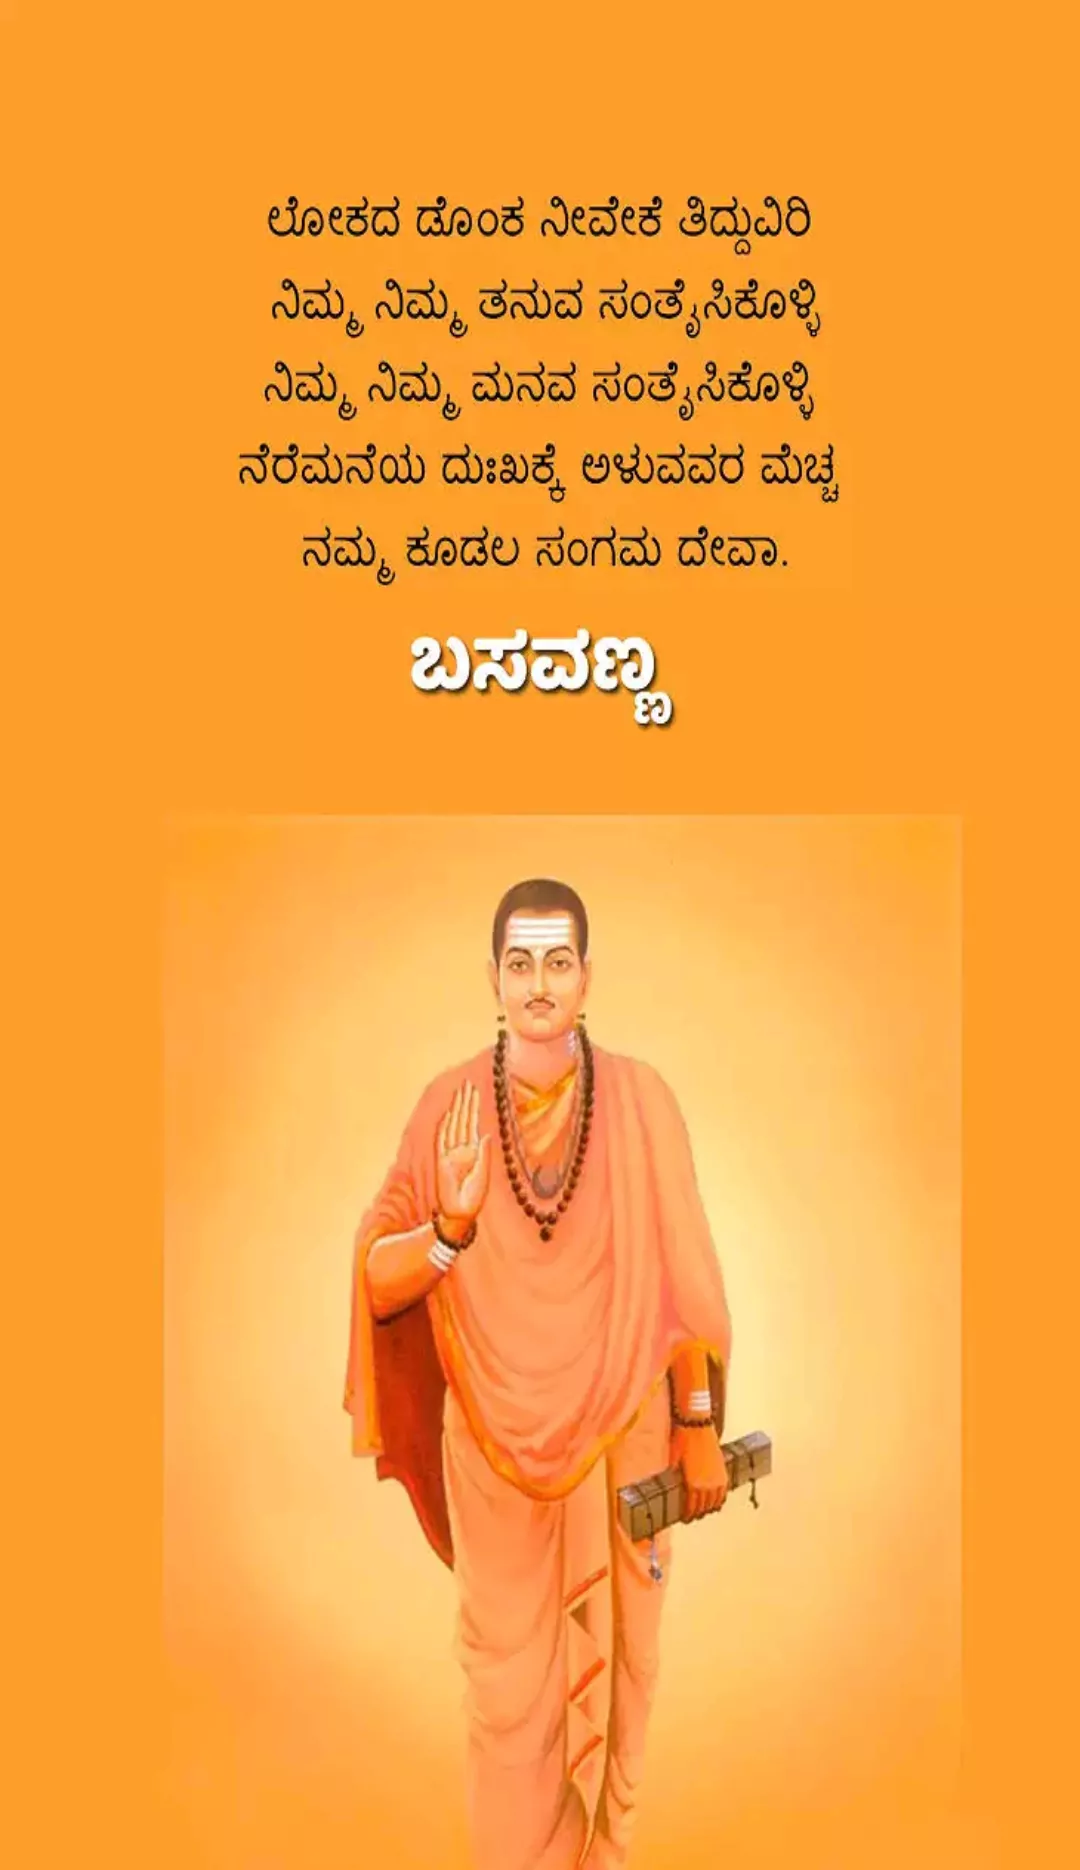 ಲೋಕದ ಡೊಂಕ ನೀವೇಕೆ ತಿದ್ದುವಿರಿ
ನಿಮ್ಮ ನಿಮ್ಮ ತನುವ ಸಂತೈಸಿಕೊಳ್ಳಿ
ನಿಮ್ಮ ನಿಮ್ಮ ಮನವ ಸಂತೈಸಿಕೊಳ್ಳಿ
ನೆರೆಮನೆಯ ದುಃಖಕ್ಕೆ ಅಳುವವರ ಮೆಚ್ಚ
ನಮ್ಮ ಕೂಡಲ ಸಂಗಮ ದೇವಾ.
ಬಸವಣ್ಣ